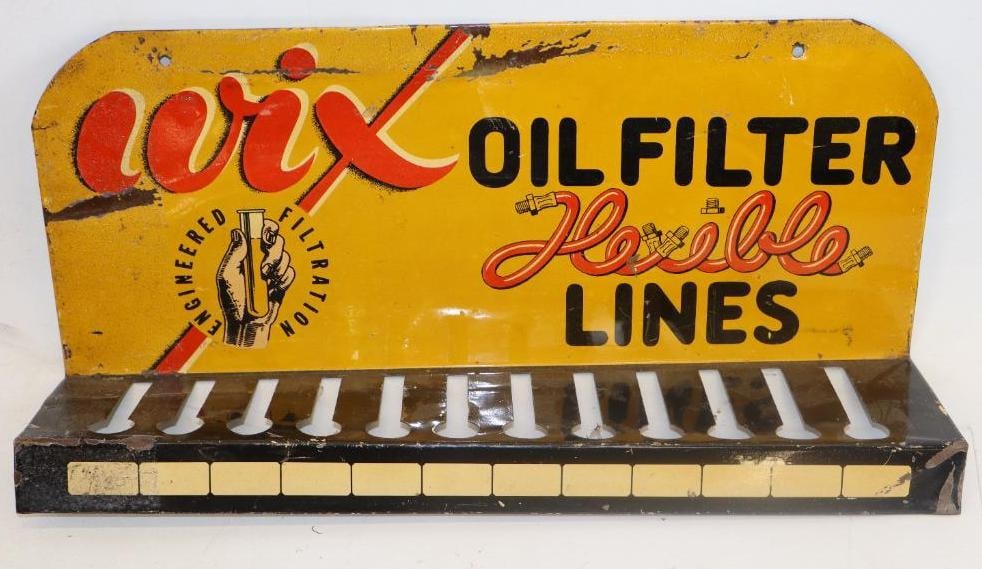 wix
OIL FILTER
Flexible
LINES
ENGINEERED FILTRATION